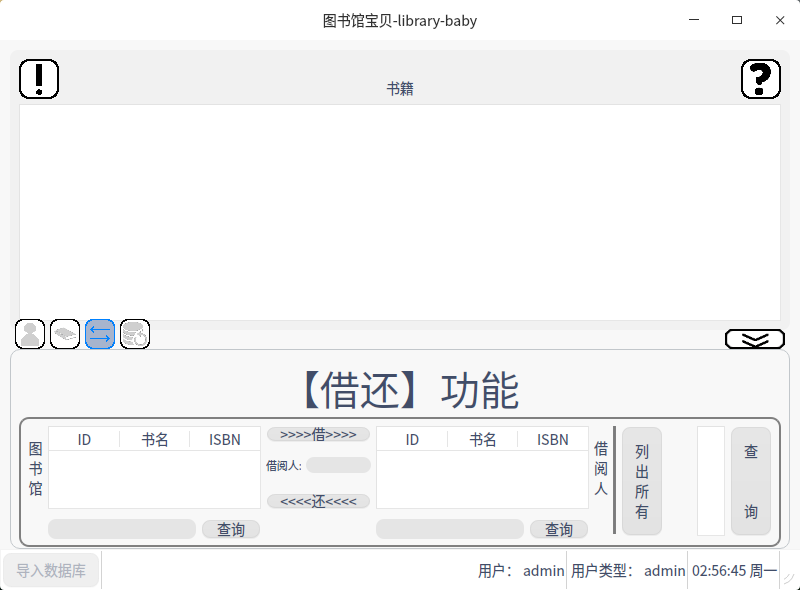 图书馆宝贝-library-baby
书籍
【借还】功能
图书馆
ID 书名 ISBN
查询
>>>>借>>>>
借阅人:
<<<<还<<<<
ID 书名 ISBN
查询
借阅人
列出所有
查询
导入数据库
用户： admin 用户类型： admin 02:56:45 周一